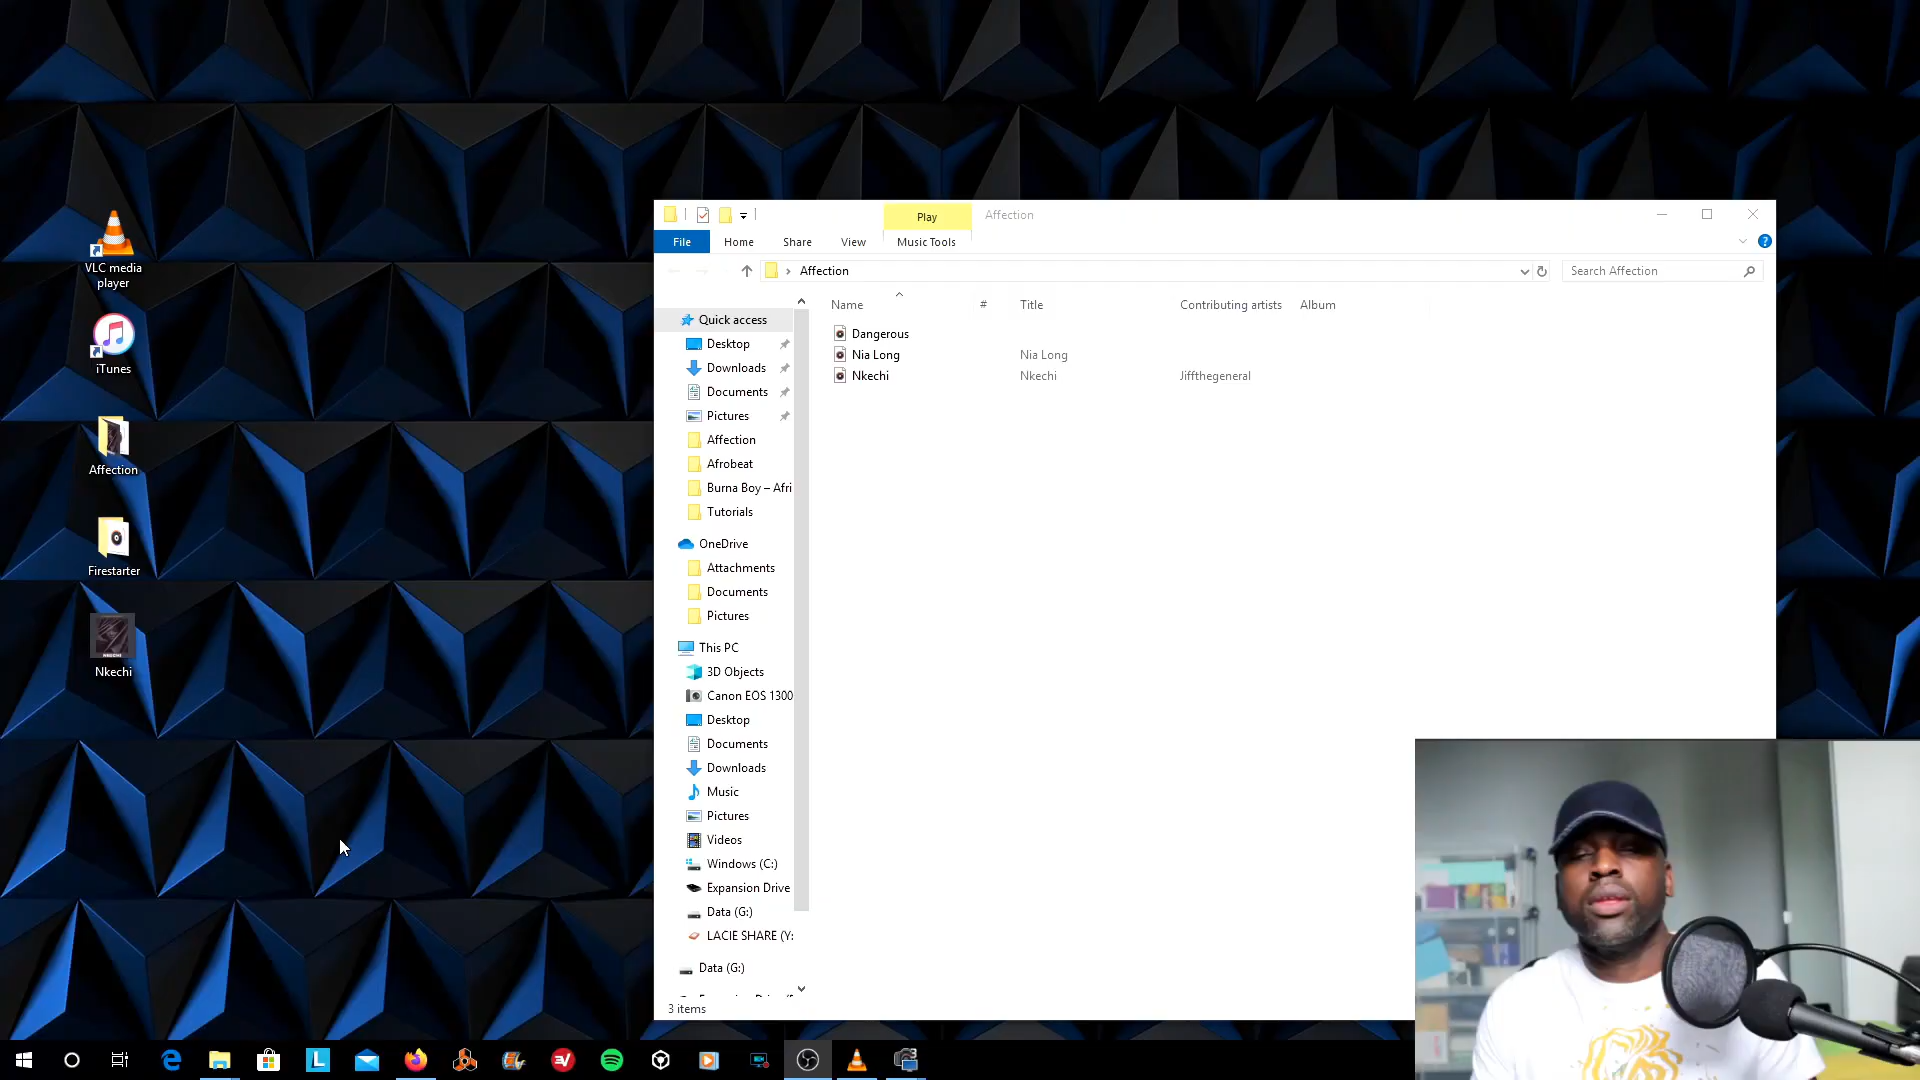 VLC media
player
iTunes
Affection
Firestarter
Nkechi
Play
Affection
File
Home
Share
View
Music Tools
Affection
Search Affection
Name
#
Title
Contributing artists
Album
Dangerous
Nia Long
Nia Long
Nkechi
Nkechi
Jiffthegeneral
Quick access
Desktop
Downloads
Documents
Pictures
Affection
Afrobeat
Burna Boy – Afri
Tutorials
OneDrive
Attachments
Documents
Pictures
This PC
3D Objects
Canon EOS 1300
Desktop
Documents
Downloads
Music
Pictures
Videos
Windows (C:)
Expansion Drive
Data (G:)
LACIE SHARE (Y:
Data (G:)
3 items